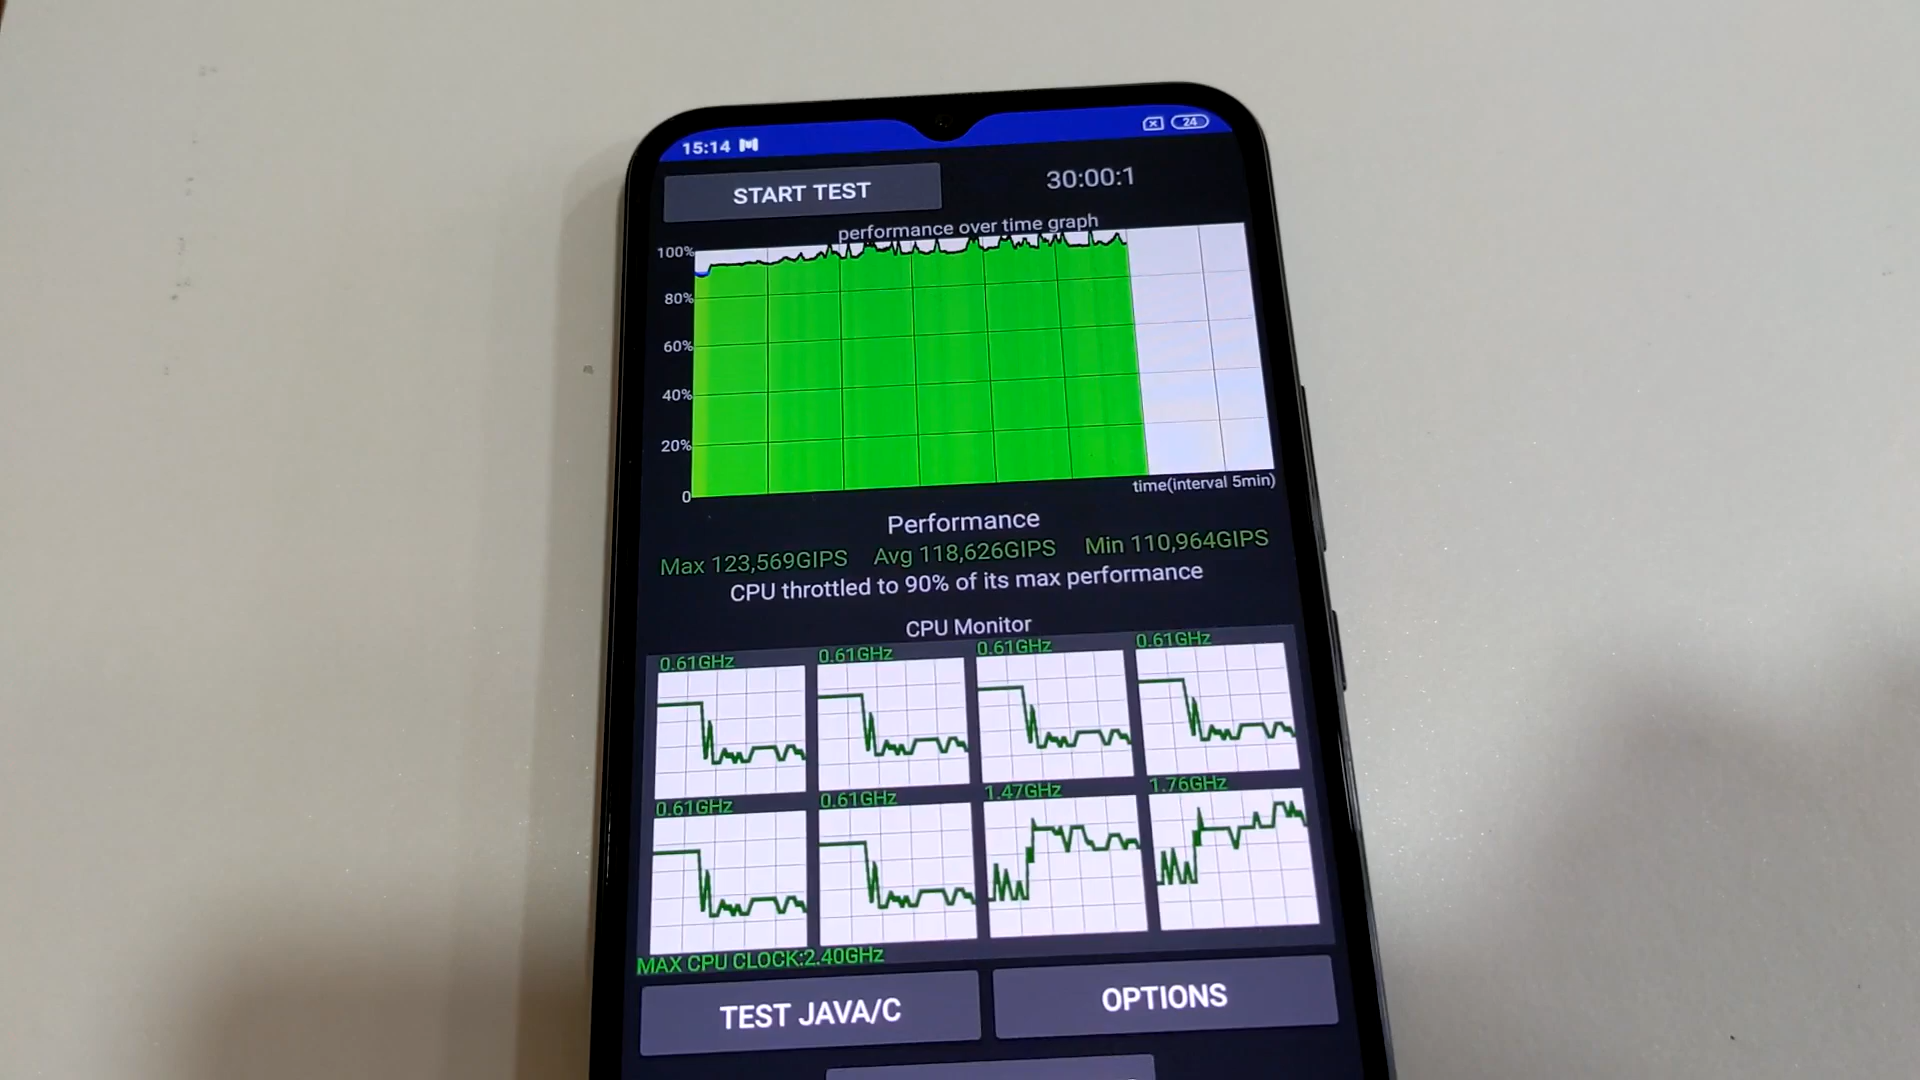 15:14 24
START TEST 30:00:1
performance over time graph
100%
80%
60%
40%
20%
0
time(interval 5min)
Performance
Max 123,569GIPS Avg 118,626GIPS Min 110,964GIPS
CPU throttled to 90% of its max performance
CPU Monitor
0.61GHz 0.61GHz 0.61GHz 0.61GHz
0.61GHz 0.61GHz 1.47GHz 1.76GHz
MAX CPU CLOCK:2.40GHz
TEST JAVA/C OPTIONS